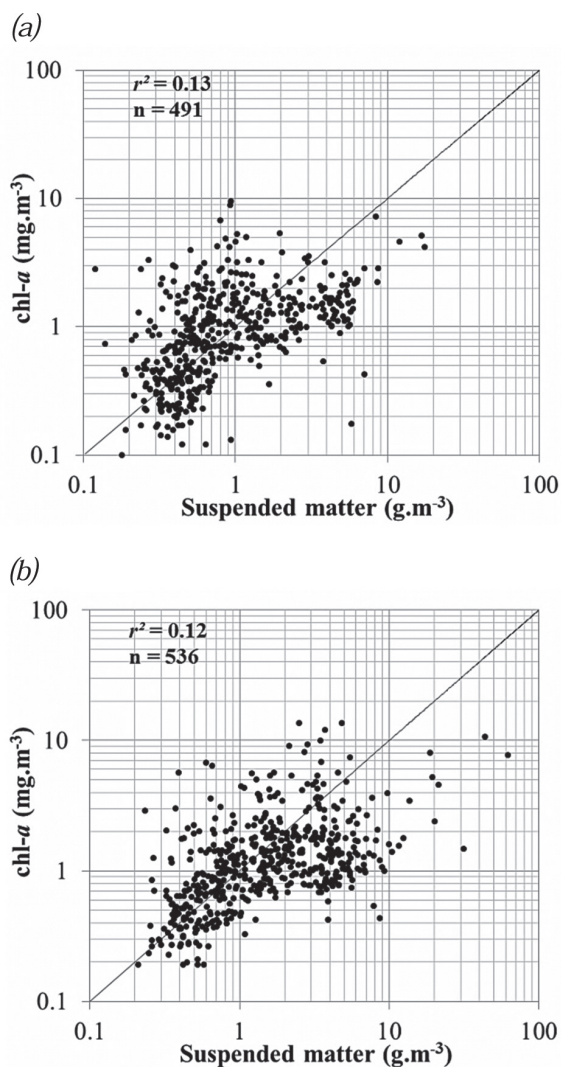 (a)
100
r² = 0.13
n = 491
10
chl-a (mg.m⁻³)
1
0.1
0.1 1 10 100
Suspended matter (g.m⁻³)
(b)
100
r² = 0.12
n = 536
10
chl-a (mg.m⁻³)
1
0.1
0.1 1 10 100
Suspended matter (g.m⁻³)